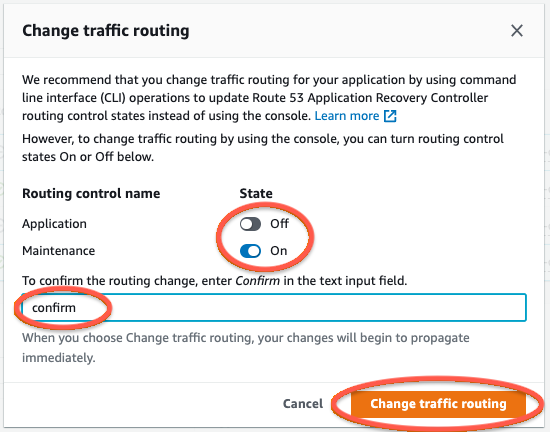 Change traffic routing
We recommend that you change traffic routing for your application by using command
line interface (CLI) operations to update Route 53 Application Recovery Controller
routing control states instead of using the console. Learn more
However, to change traffic routing by using the console, you can turn routing control
states On or Off below.
Routing control name State
Application Off
Maintenance On
To confirm the routing change, enter Confirm in the text input field.
confirm
When you choose Change traffic routing, your changes will begin to propagate
immediately.
Cancel Change traffic routing